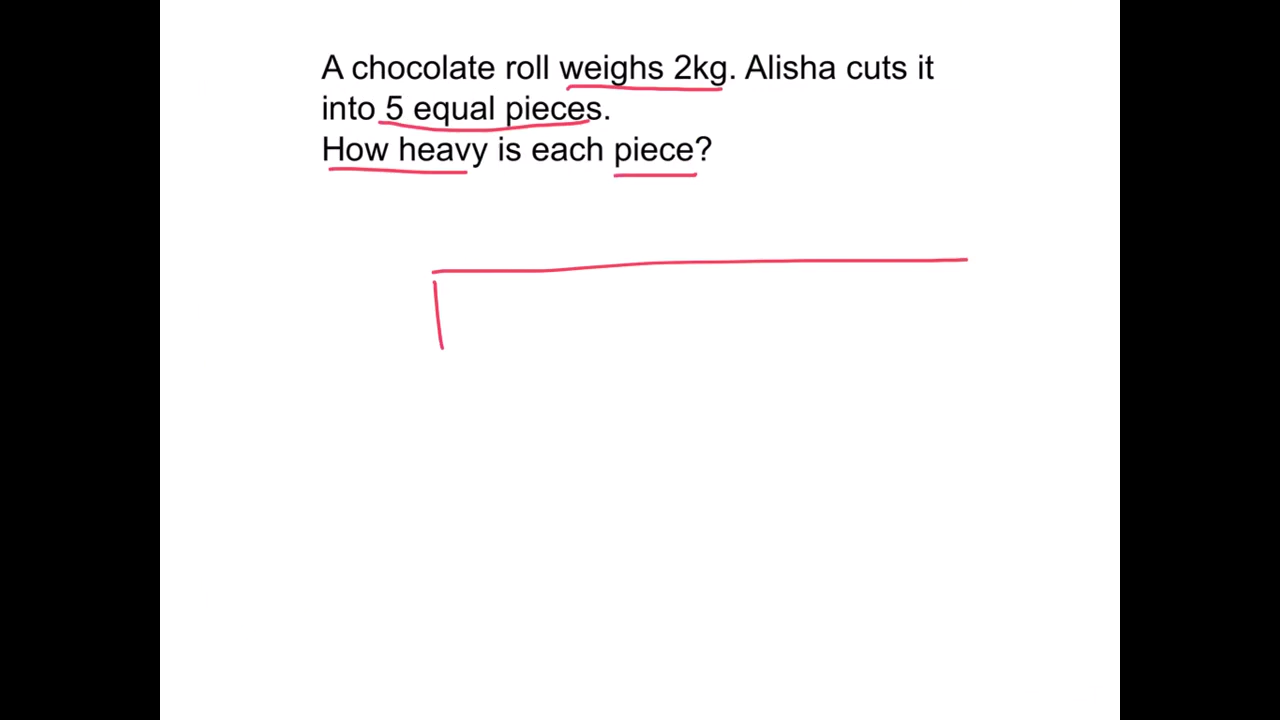 A chocolate roll weighs 2kg. Alisha cuts it
into 5 equal pieces.
How heavy is each piece?